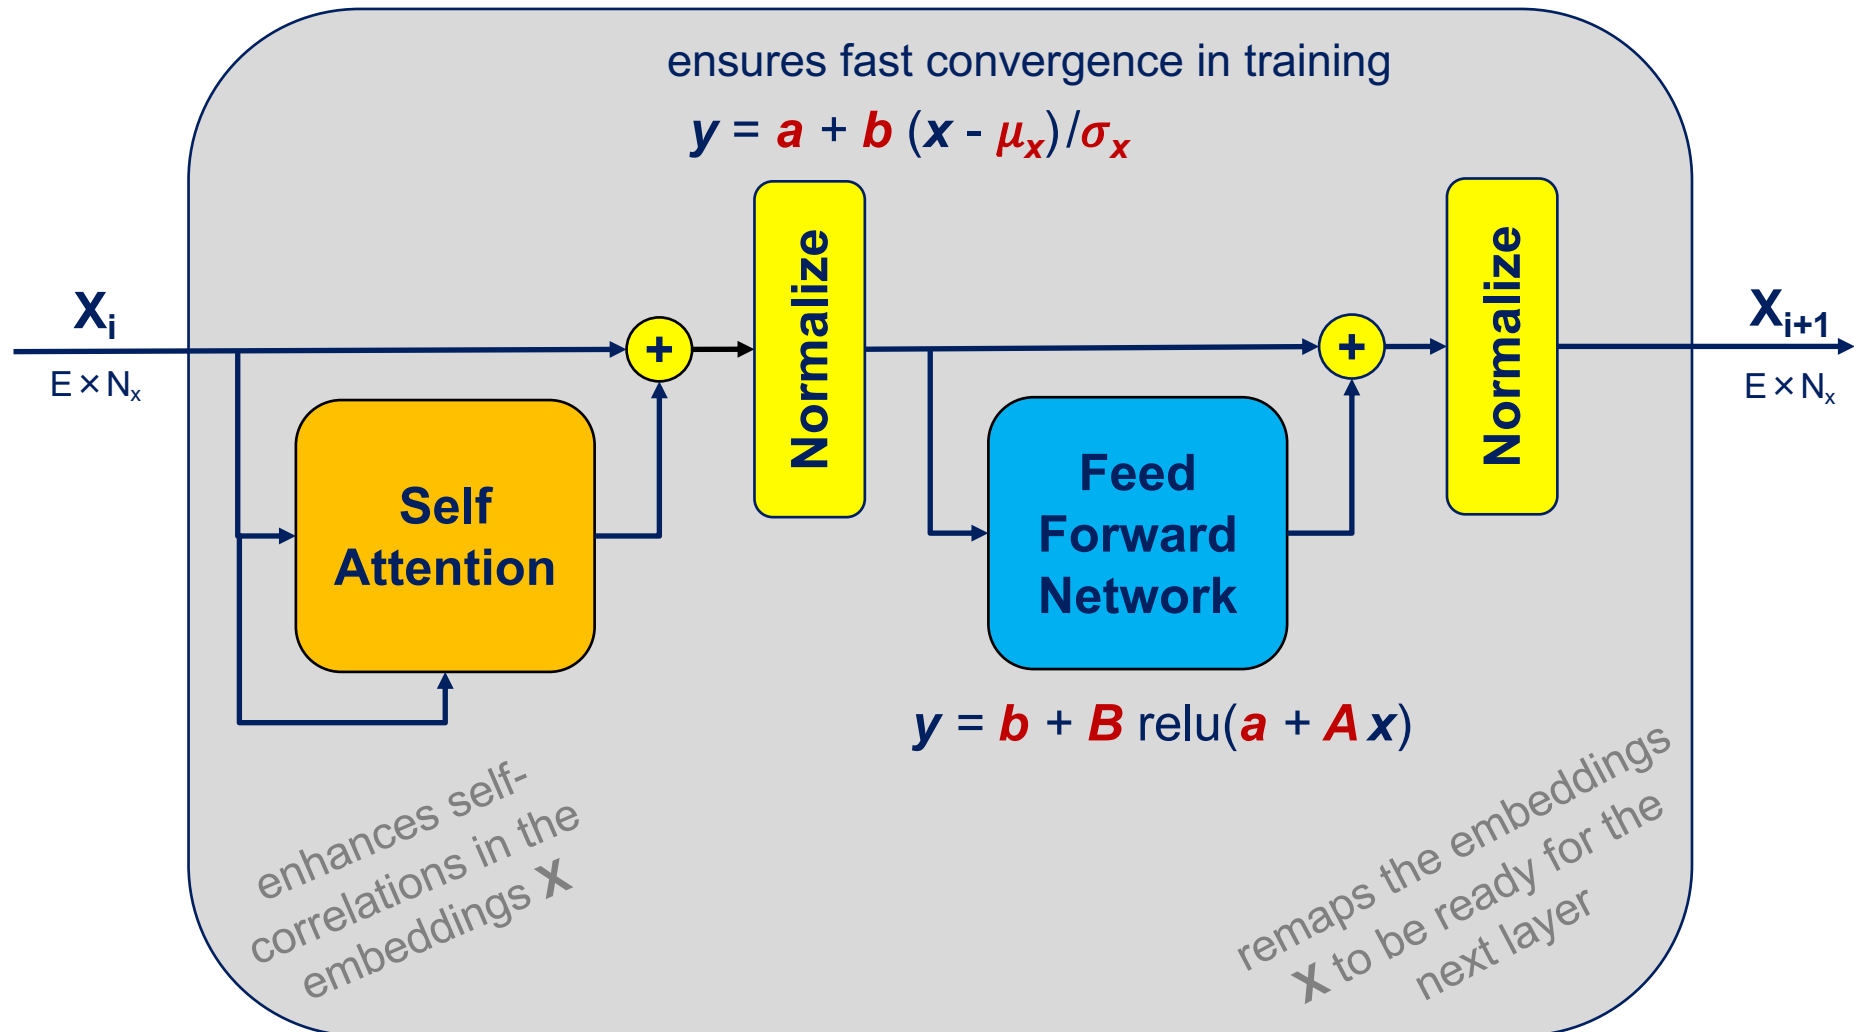 ensures fast convergence in training
y = a + b (x - μₓ)/σₓ
Normalize
Normalize
Xᵢ
E × Nₓ
+
+
Xᵢ₊₁
E × Nₓ
Self
Attention
Feed
Forward
Network
y = b + B relu(a + A x)
enhances self-
correlations in the
embeddings X
remaps the embeddings
X to be ready for the
next layer